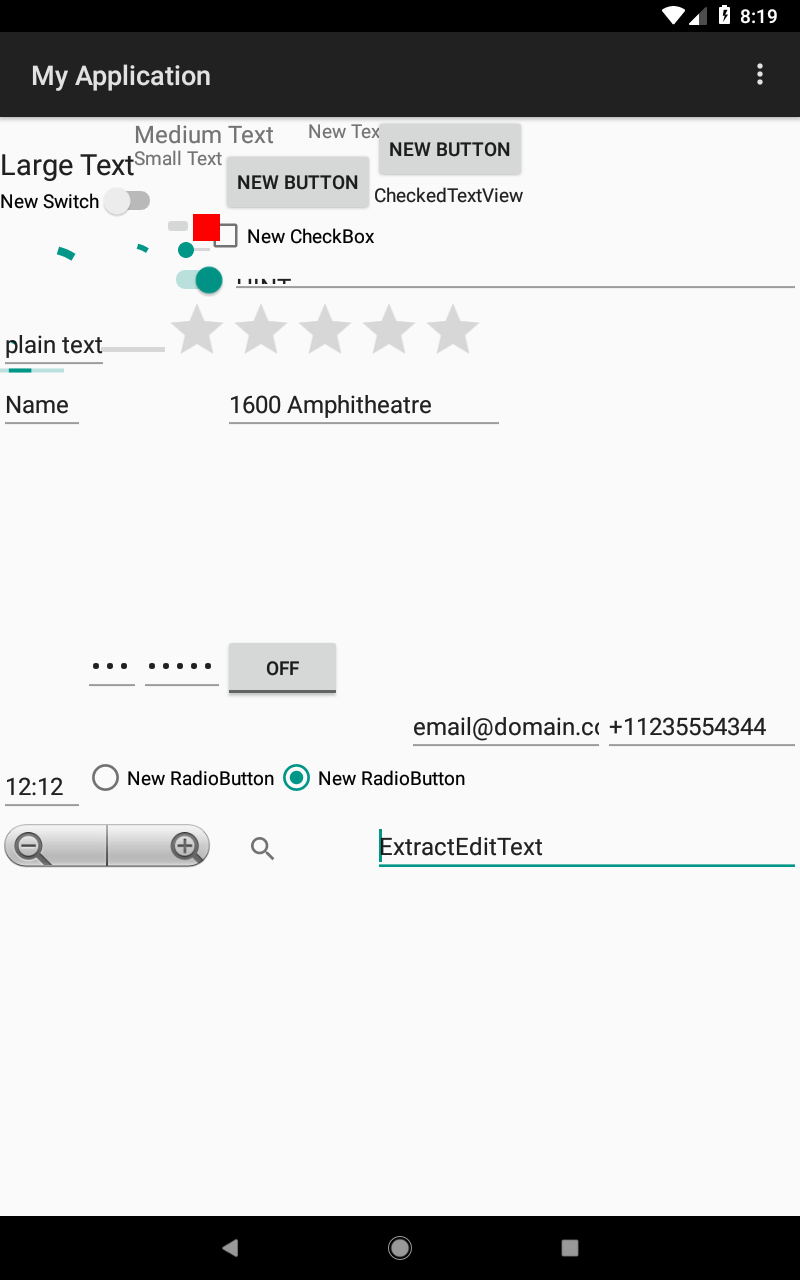 8:19
My Application
Medium Text
New Tex
NEW BUTTON
Small Text
Large Text
NEW BUTTON
CheckedTextView
New Switch
New CheckBox
HINT
plain text
Name
1600 Amphitheatre
•••
•••••
OFF
email@domain.co
+11235554344
12:12
New RadioButton
New RadioButton
ExtractEditText